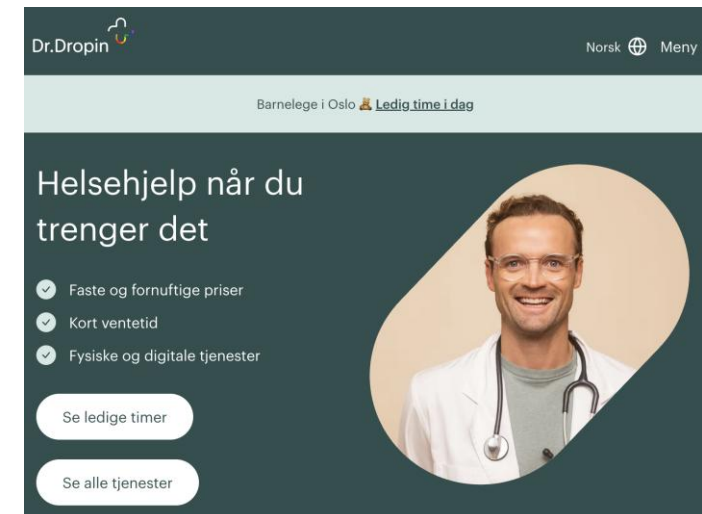 Dr.Dropin
Norsk Meny
Barnelege i Oslo Ledig time i dag
Helsehjelp når du
trenger det
Faste og fornuftige priser
Kort ventetid
Fysiske og digitale tjenester
Se ledige timer
Se alle tjenester